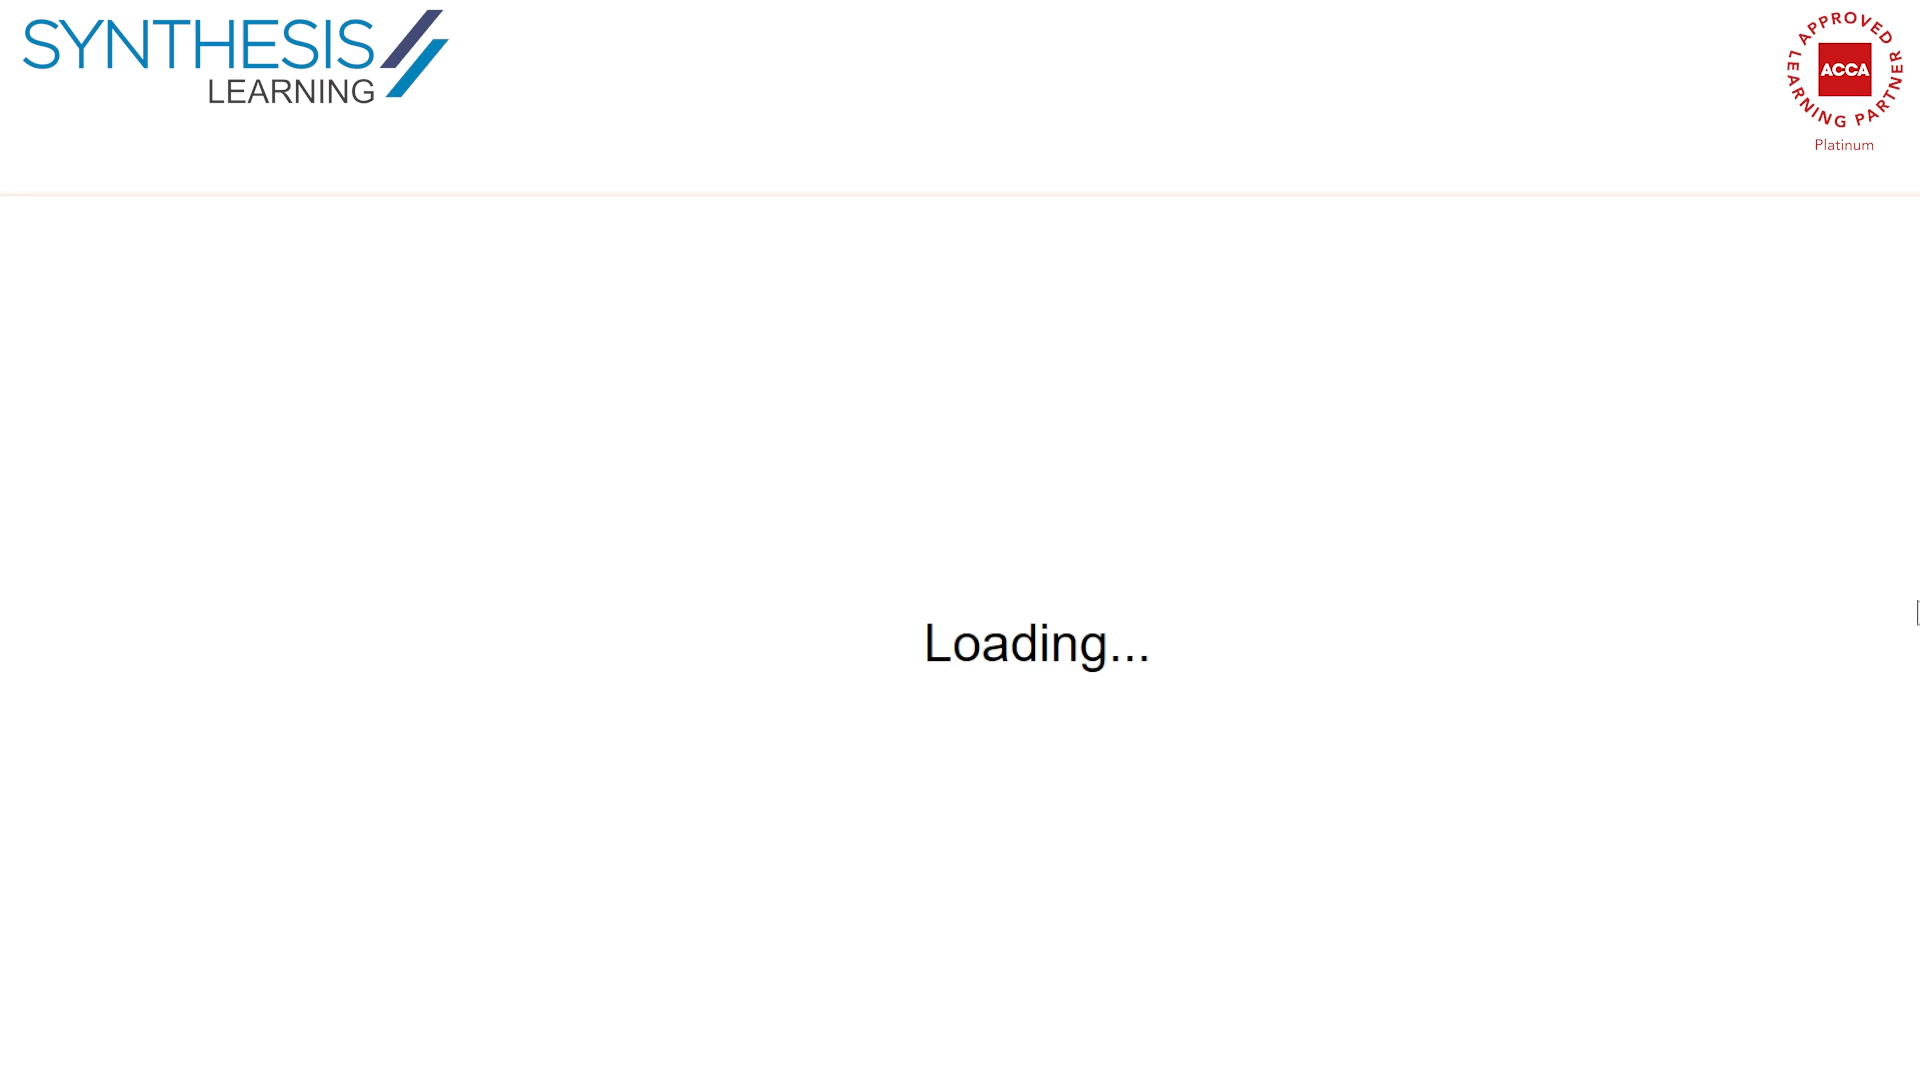 SYNTHESIS
LEARNING
APPROVED
LEARNING PARTNER
ACCA
Platinum
Loading...